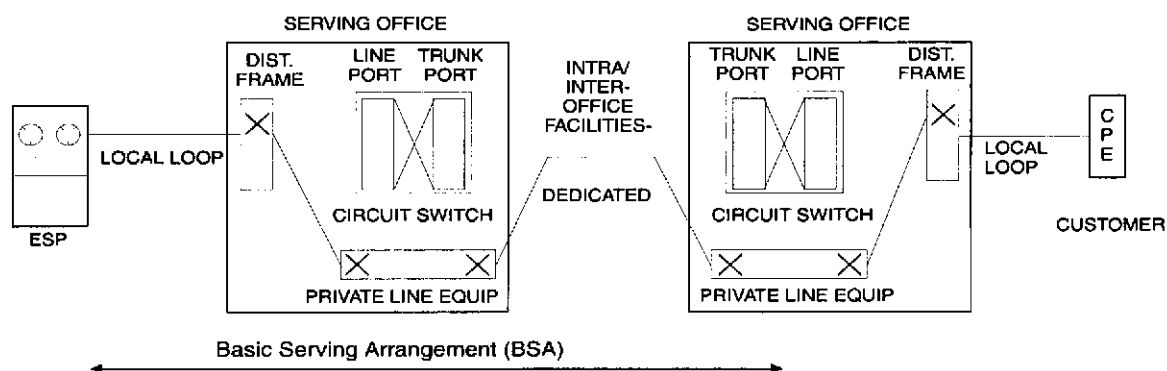 SERVING OFFICE
SERVING OFFICE
DIST.
FRAME
LINE
PORT
TRUNK
PORT
INTRA/
INTER-
OFFICE
FACILITIES-
DEDICATED
TRUNK
PORT
LINE
PORT
DIST.
FRAME
LOCAL LOOP
LOCAL
LOOP
CPE
ESP
CIRCUIT SWITCH
CIRCUIT SWITCH
CUSTOMER
PRIVATE LINE EQUIP
PRIVATE LINE EQUIP
Basic Serving Arrangement (BSA)